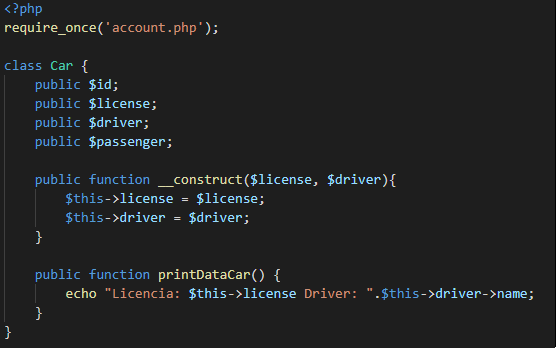 <?php
require_once('account.php');
class Car {
public $id;
public $license;
public $driver;
public $passenger;
public function __construct($license, $driver){
$this->license = $license;
$this->driver = $driver;
}
public function printDataCar() {
echo "Licencia: $this->license Driver: ".$this->driver->name;
}
}